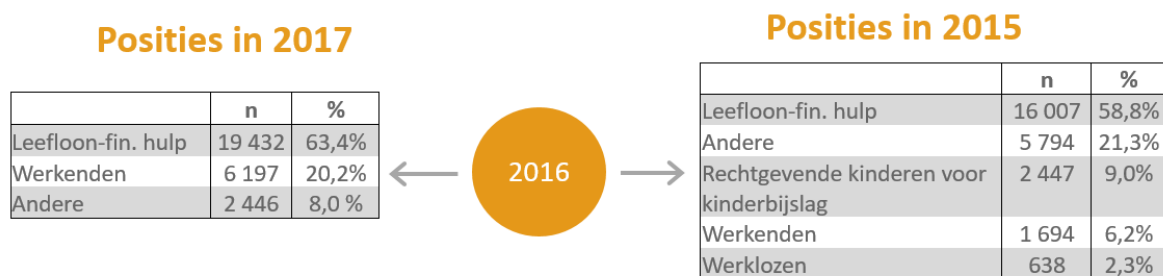 Posities in 2017
n %
Leefloon-fin. hulp 19 432 63,4%
Werkenden 6 197 20,2%
Andere 2 446 8,0 %
2016
Posities in 2015
n %
Leefloon-fin. hulp 16 007 58,8%
Andere 5 794 21,3%
Rechtgevende kinderen voor 2 447 9,0%
kinderbijslag
Werkenden 1 694 6,2%
Werklozen 638 2,3%